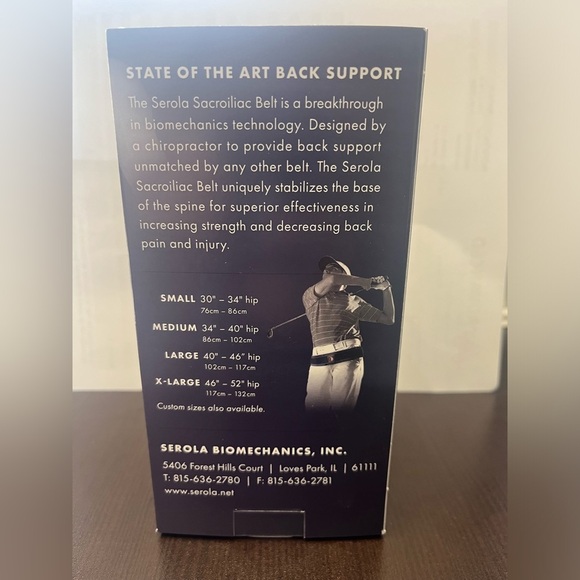 STATE OF THE ART BACK SUPPORT
The Serola Sacroiliac Belt is a breakthrough
in biomechanics technology. Designed by
a chiropractor to provide back support
unmatched by any other belt. The Serola
Sacroiliac Belt uniquely stabilizes the base
of the spine for superior effectiveness in
increasing strength and decreasing back
pain and injury.
SMALL 30" – 34" hip
76cm – 86cm
MEDIUM 34" – 40" hip
86cm – 102cm
LARGE 40" – 46" hip
102cm – 117cm
X-LARGE 46" – 52" hip
117cm – 132cm
Custom sizes also available.
SEROLA BIOMECHANICS, INC.
5406 Forest Hills Court | Loves Park, IL | 61111
T: 815-636-2780 | F: 815-636-2781
www.serola.net